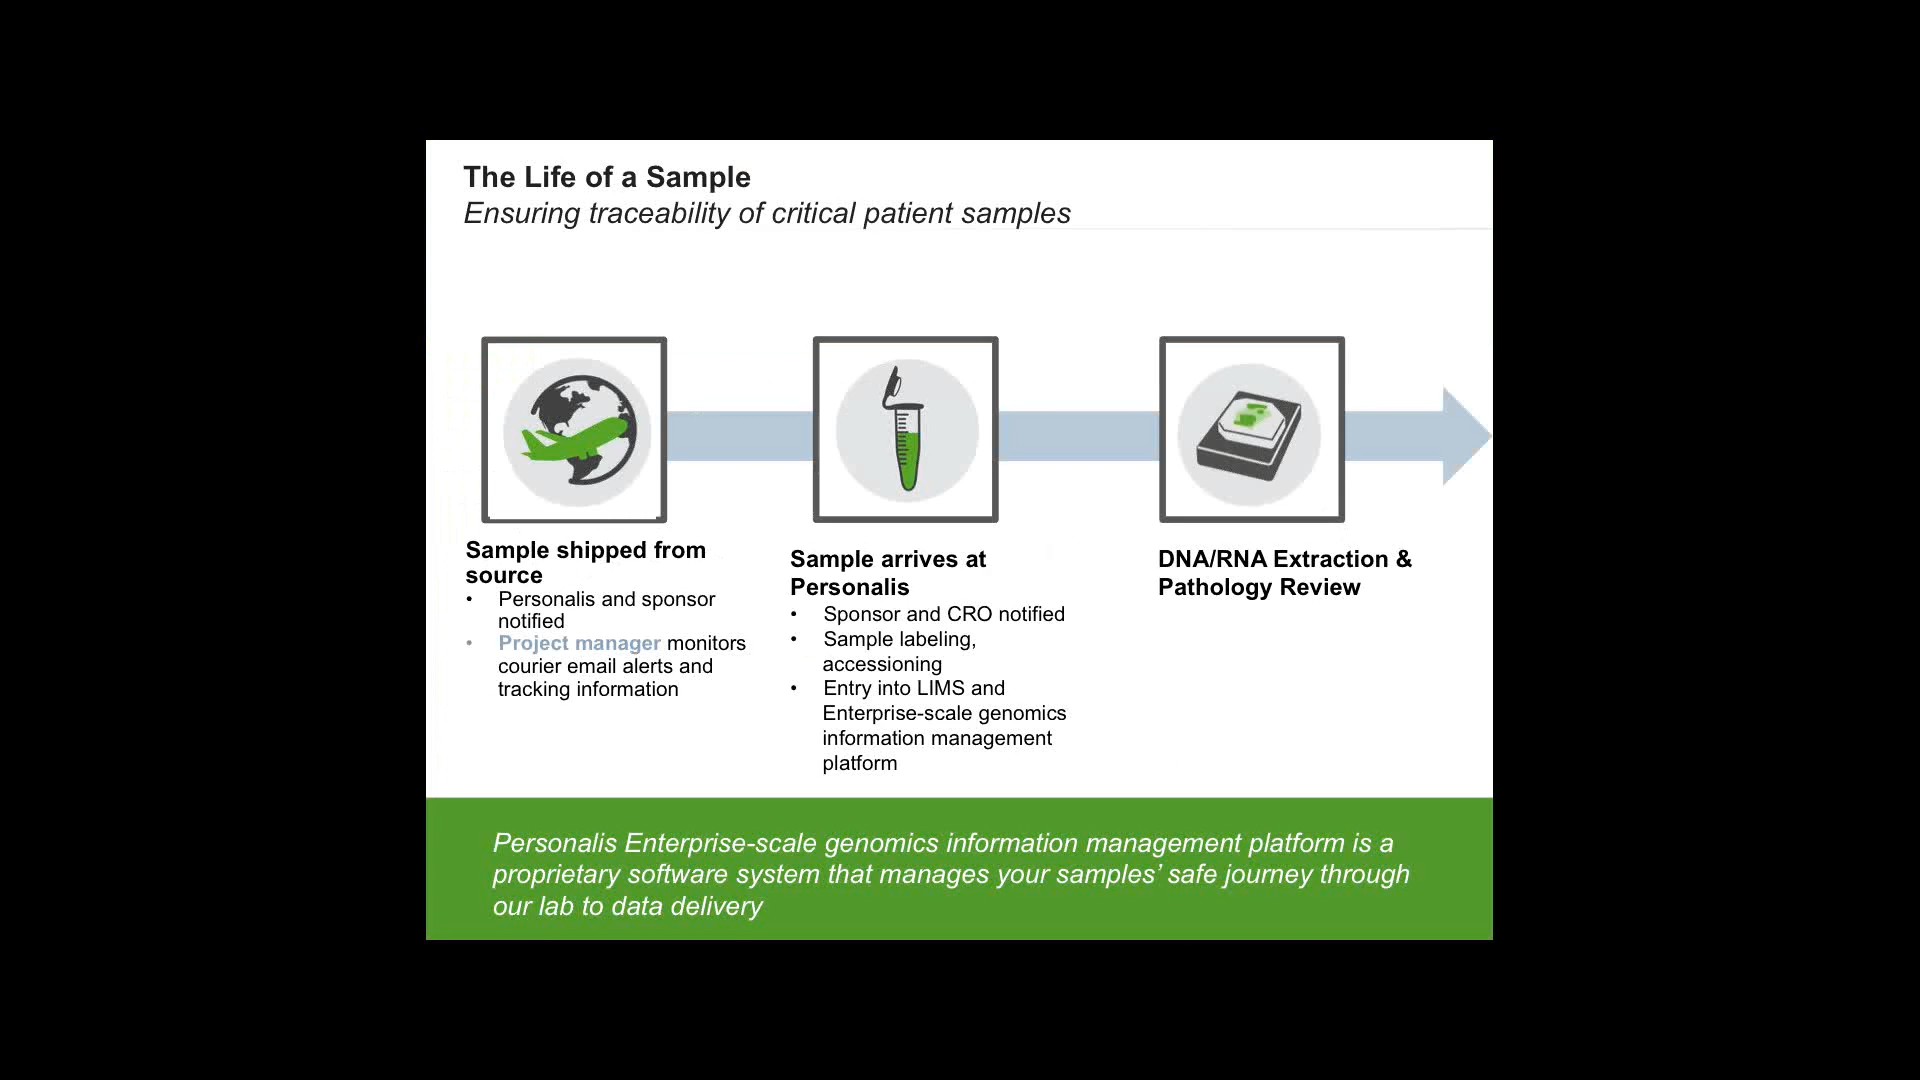 The Life of a Sample
Ensuring traceability of critical patient samples
Sample shipped from
source
• Personalis and sponsor
notified
• Project manager monitors
courier email alerts and
tracking information
Sample arrives at
Personalis
• Sponsor and CRO notified
• Sample labeling,
accessioning
• Entry into LIMS and
Enterprise-scale genomics
information management
platform
DNA/RNA Extraction &
Pathology Review
Personalis Enterprise-scale genomics information management platform is a
proprietary software system that manages your samples’ safe journey through
our lab to data delivery